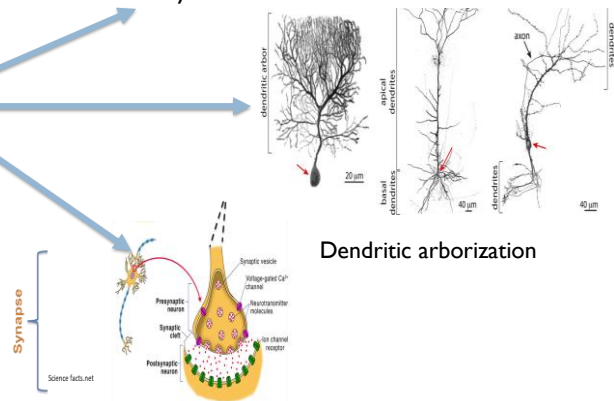 dendritic arbor
20 µm
apical
dendrites
basal
dendrites
40 µm
axon
dendrites
dendrites
40 µm
Dendritic arborization
Synapse
Science facts.net
Synaptic vesicle
Voltage-gated Ca²⁺
channel
Neurotransmitter
molecules
Presynaptic
neuron
Synaptic
cleft
Ion channel
receptor
Postsynaptic
neuron